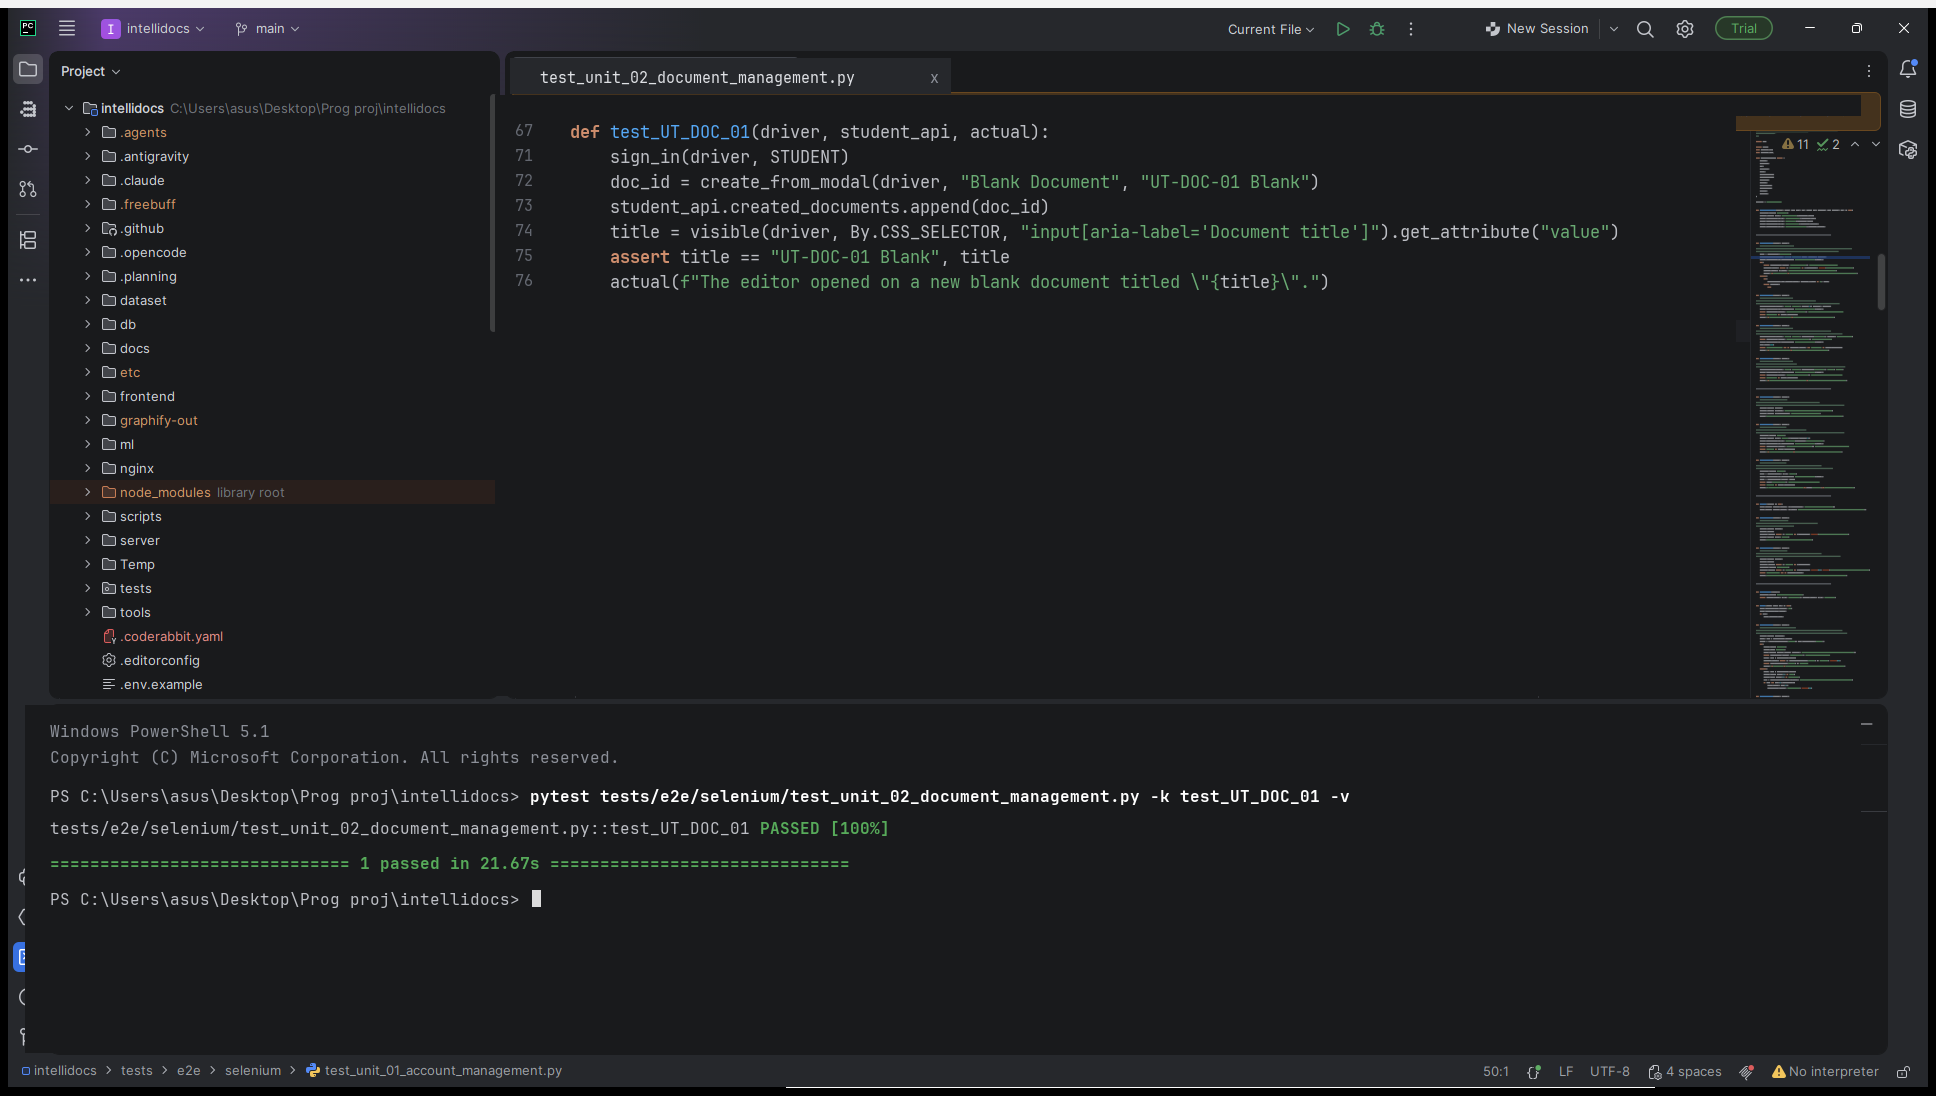 PC
I intellidocs
main
Current File
New Session
Trial
Project
test_unit_02_document_management.py x
intellidocs C:\Users\asus\Desktop\Prog proj\intellidocs
.agents
.antigravity
.claude
.freebuff
.github
.opencode
.planning
dataset
db
docs
etc
frontend
graphify-out
ml
nginx
node_modules library root
scripts
server
Temp
tests
tools
.coderabbit.yaml
.editorconfig
.env.example
67 def test_UT_DOC_01(driver, student_api, actual):
71 sign_in(driver, STUDENT)
72 doc_id = create_from_modal(driver, "Blank Document", "UT-DOC-01 Blank")
73 student_api.created_documents.append(doc_id)
74 title = visible(driver, By.CSS_SELECTOR, "input[aria-label='Document title']").get_attribute("value")
75 assert title == "UT-DOC-01 Blank", title
76 actual(f"The editor opened on a new blank document titled \"{title}\".")
11 2
Windows PowerShell 5.1
Copyright (C) Microsoft Corporation. All rights reserved.
PS C:\Users\asus\Desktop\Prog proj\intellidocs> pytest tests/e2e/selenium/test_unit_02_document_management.py -k test_UT_DOC_01 -v
tests/e2e/selenium/test_unit_02_document_management.py::test_UT_DOC_01 PASSED [100%]
============================== 1 passed in 21.67s ==============================
PS C:\Users\asus\Desktop\Prog proj\intellidocs>
intellidocs > tests > e2e > selenium > test_unit_01_account_management.py
50:1 LF UTF-8 4 spaces No interpreter